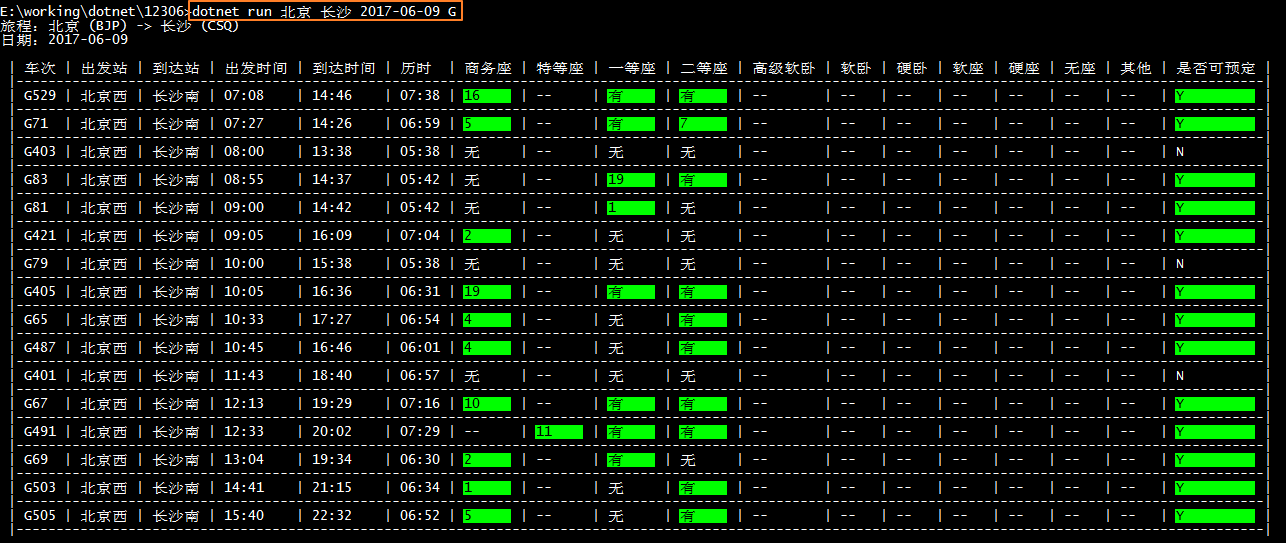 E:\working\dotnet\12306>dotnet run 北京 长沙 2017-06-09 G
旅程: 北京 (BJP) -> 长沙 (CSQ)
日期: 2017-06-09
| 车次 | 出发站 | 到达站 | 出发时间 | 到达时间 | 历时 | 商务座 | 特等座 | 一等座 | 二等座 | 高级软卧 | 软卧 | 硬卧 | 软座 | 硬座 | 无座 | 其他 | 是否可预定 |
| G529 | 北京西 | 长沙南 | 07:08 | 14:46 | 07:38 | 16 | -- | 有 | 有 | -- | -- | -- | -- | -- | -- | -- | Y |
| G71 | 北京西 | 长沙南 | 07:27 | 14:26 | 06:59 | 5 | -- | 有 | 7 | -- | -- | -- | -- | -- | -- | -- | Y |
| G403 | 北京西 | 长沙南 | 08:00 | 13:38 | 05:38 | 无 | -- | 无 | 无 | -- | -- | -- | -- | -- | -- | -- | N |
| G83 | 北京西 | 长沙南 | 08:55 | 14:37 | 05:42 | 无 | -- | 19 | 有 | -- | -- | -- | -- | -- | -- | -- | Y |
| G81 | 北京西 | 长沙南 | 09:00 | 14:42 | 05:42 | 无 | -- | 1 | 无 | -- | -- | -- | -- | -- | -- | -- | Y |
| G421 | 北京西 | 长沙南 | 09:05 | 16:09 | 07:04 | 2 | -- | 无 | 无 | -- | -- | -- | -- | -- | -- | -- | Y |
| G79 | 北京西 | 长沙南 | 10:00 | 15:38 | 05:38 | 无 | -- | 无 | 无 | -- | -- | -- | -- | -- | -- | -- | N |
| G405 | 北京西 | 长沙南 | 10:05 | 16:36 | 06:31 | 19 | -- | 有 | 有 | -- | -- | -- | -- | -- | -- | -- | Y |
| G65 | 北京西 | 长沙南 | 10:33 | 17:27 | 06:54 | 4 | -- | 无 | 有 | -- | -- | -- | -- | -- | -- | -- | Y |
| G487 | 北京西 | 长沙南 | 10:45 | 16:46 | 06:01 | 4 | -- | 无 | 有 | -- | -- | -- | -- | -- | -- | -- | Y |
| G401 | 北京西 | 长沙南 | 11:43 | 18:40 | 06:57 | 无 | -- | 无 | 无 | -- | -- | -- | -- | -- | -- | -- | N |
| G67 | 北京西 | 长沙南 | 12:13 | 19:29 | 07:16 | 10 | -- | 有 | 有 | -- | -- | -- | -- | -- | -- | -- | Y |
| G491 | 北京西 | 长沙南 | 12:33 | 20:02 | 07:29 | -- | 11 | 有 | 有 | -- | -- | -- | -- | -- | -- | -- | Y |
| G69 | 北京西 | 长沙南 | 13:04 | 19:34 | 06:30 | 2 | -- | 有 | 无 | -- | -- | -- | -- | -- | -- | -- | Y |
| G503 | 北京西 | 长沙南 | 14:41 | 21:15 | 06:34 | 1 | -- | 无 | 有 | -- | -- | -- | -- | -- | -- | -- | Y |
| G505 | 北京西 | 长沙南 | 15:40 | 22:32 | 06:52 | 5 | -- | 无 | 有 | -- | -- | -- | -- | -- | -- | -- | Y |